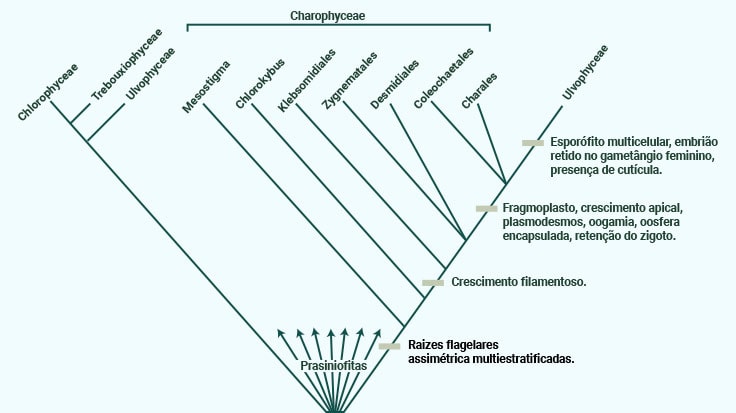 Charophyceae
Chlorophyceae
Trebouxiophyceae
Ulvophyceae
Mesostigma
Chlorokybus
Klebsomidiales
Zygnematales
Desmidiales
Coleochaetales
Charales
Ulvophyceae
Esporófito multicelular, embrião
retido no gametângio feminino,
presença de cutícula.
Fragmoplasto, crescimento apical,
plasmodesmos, oogamia, oosfera
encapsulada, retenção do zigoto.
Crescimento filamentoso.
Raizes flagelares
assimétrica multiestratificadas.
Prasiniofitas